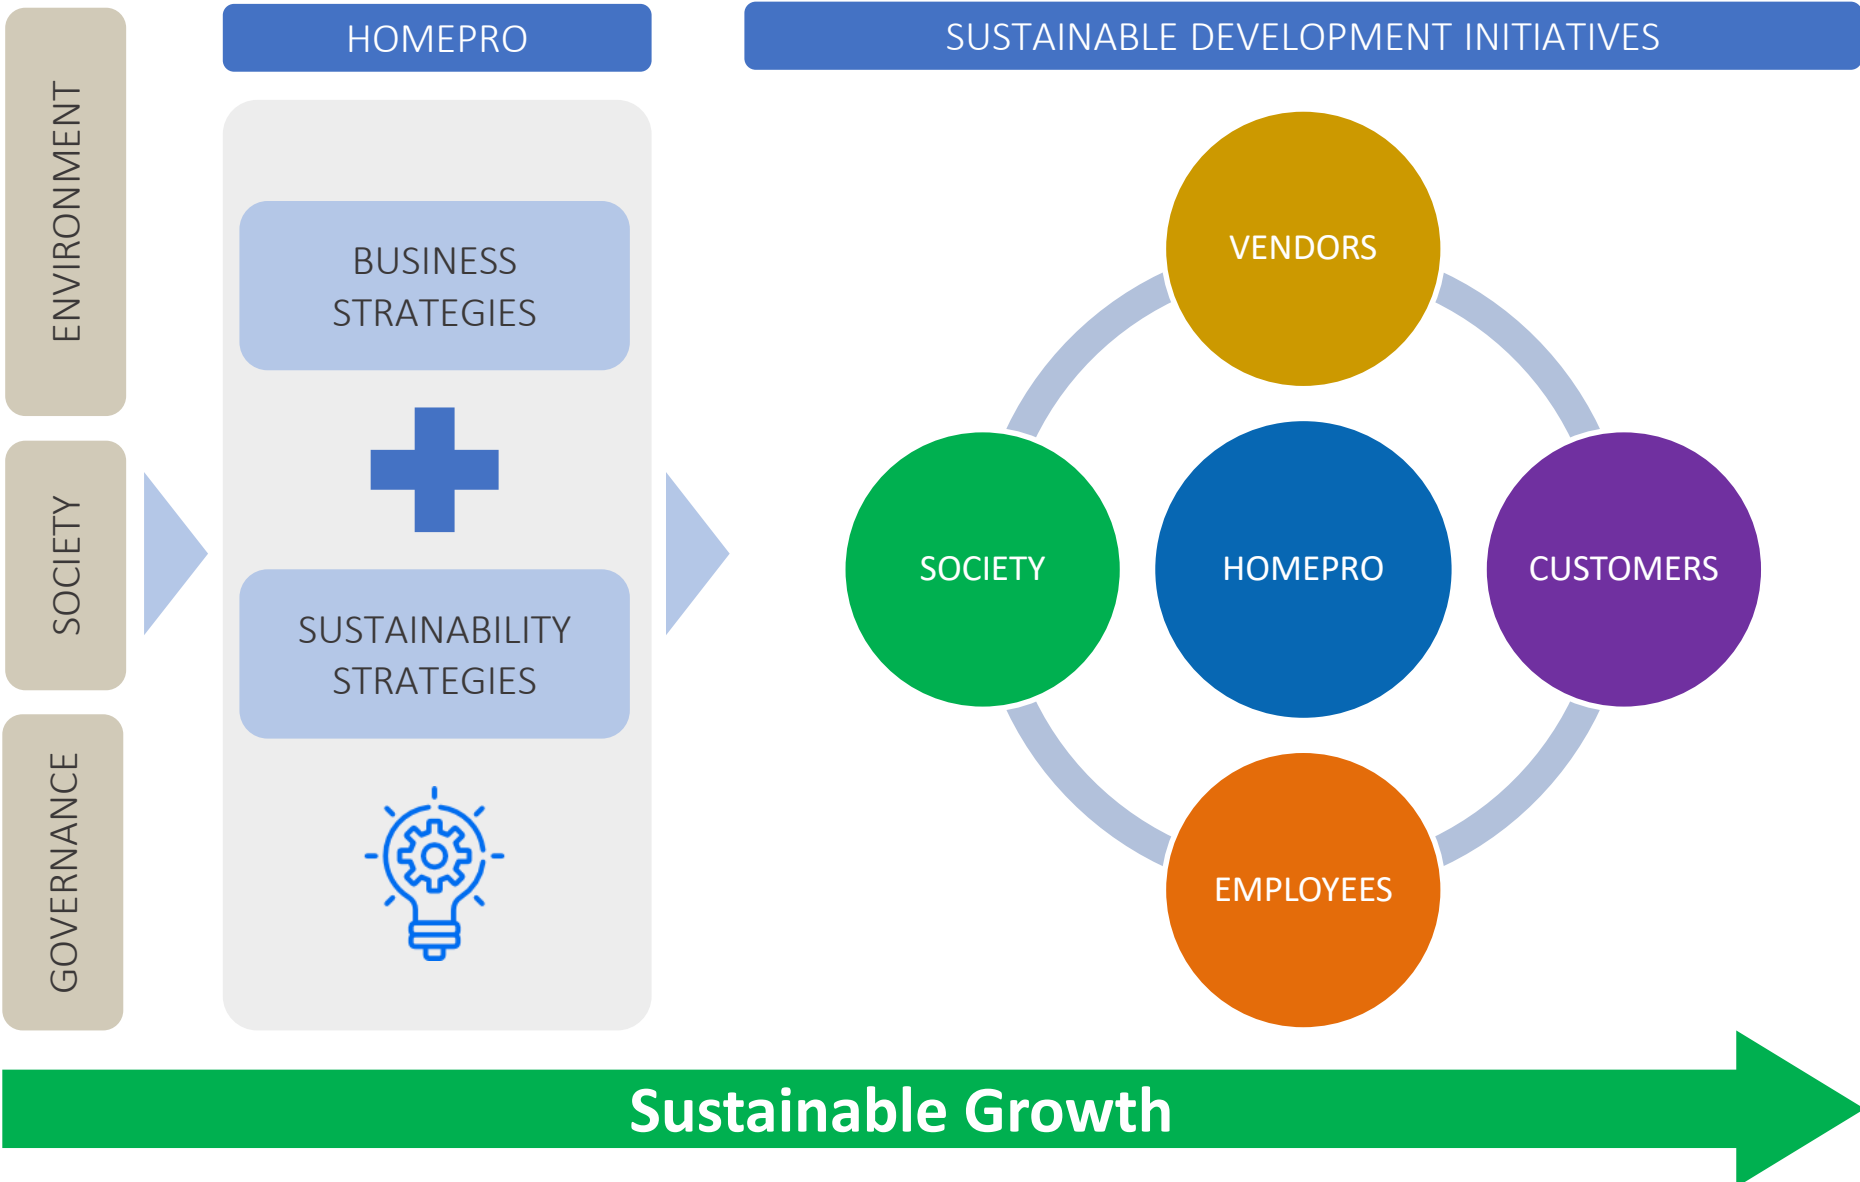 ENVIRONMENT
SOCIETY
GOVERNANCE
HOMEPRO
BUSINESS
STRATEGIES
SUSTAINABILITY
STRATEGIES
SUSTAINABLE DEVELOPMENT INITIATIVES
VENDORS
SOCIETY
HOMEPRO
CUSTOMERS
EMPLOYEES
Sustainable Growth